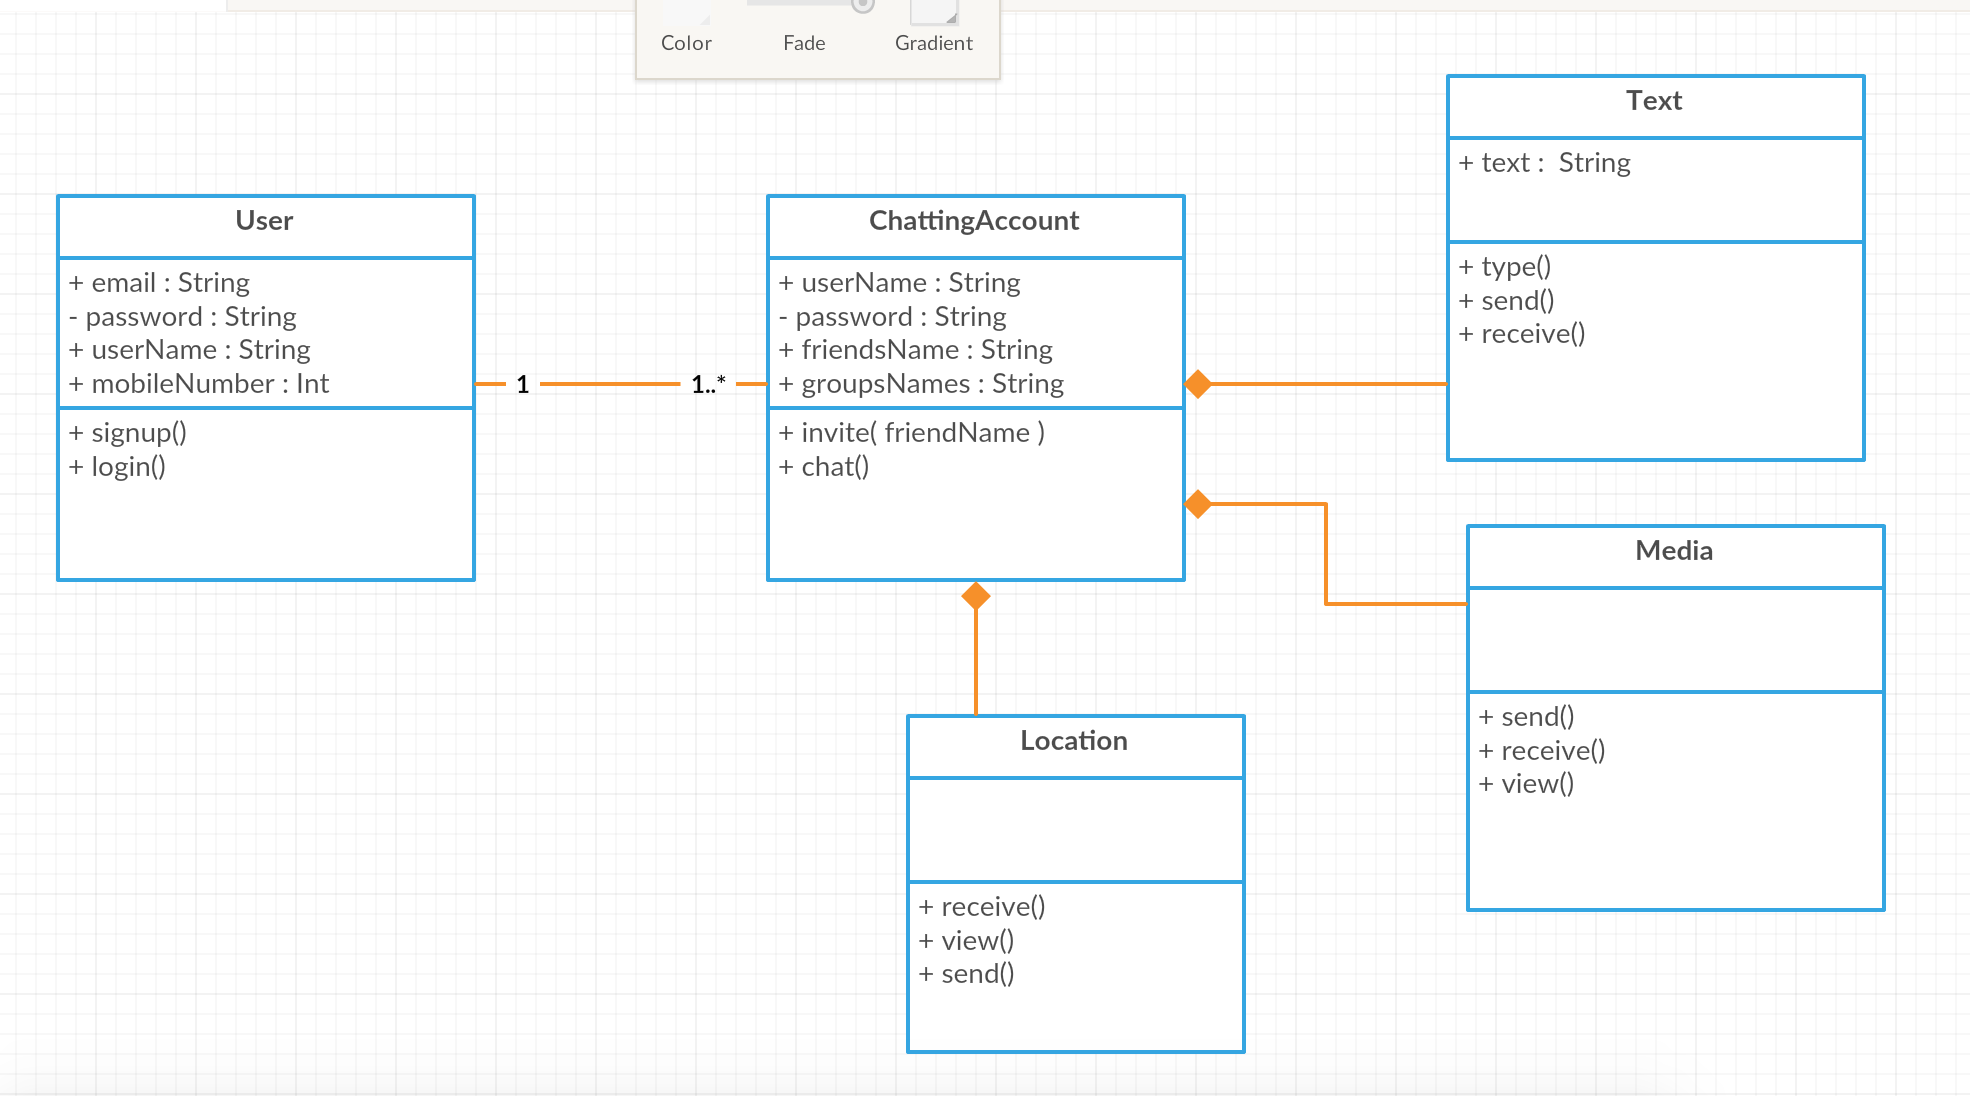 Color
Fade
Gradient
User
+ email : String
- password : String
+ userName : String
+ mobileNumber : Int
+ signup()
+ login()
1
1..*
ChattingAccount
+ userName : String
- password : String
+ friendsName : String
+ groupsNames : String
+ invite( friendName )
+ chat()
Text
+ text :  String
+ type()
+ send()
+ receive()
Media
+ send()
+ receive()
+ view()
Location
+ receive()
+ view()
+ send()